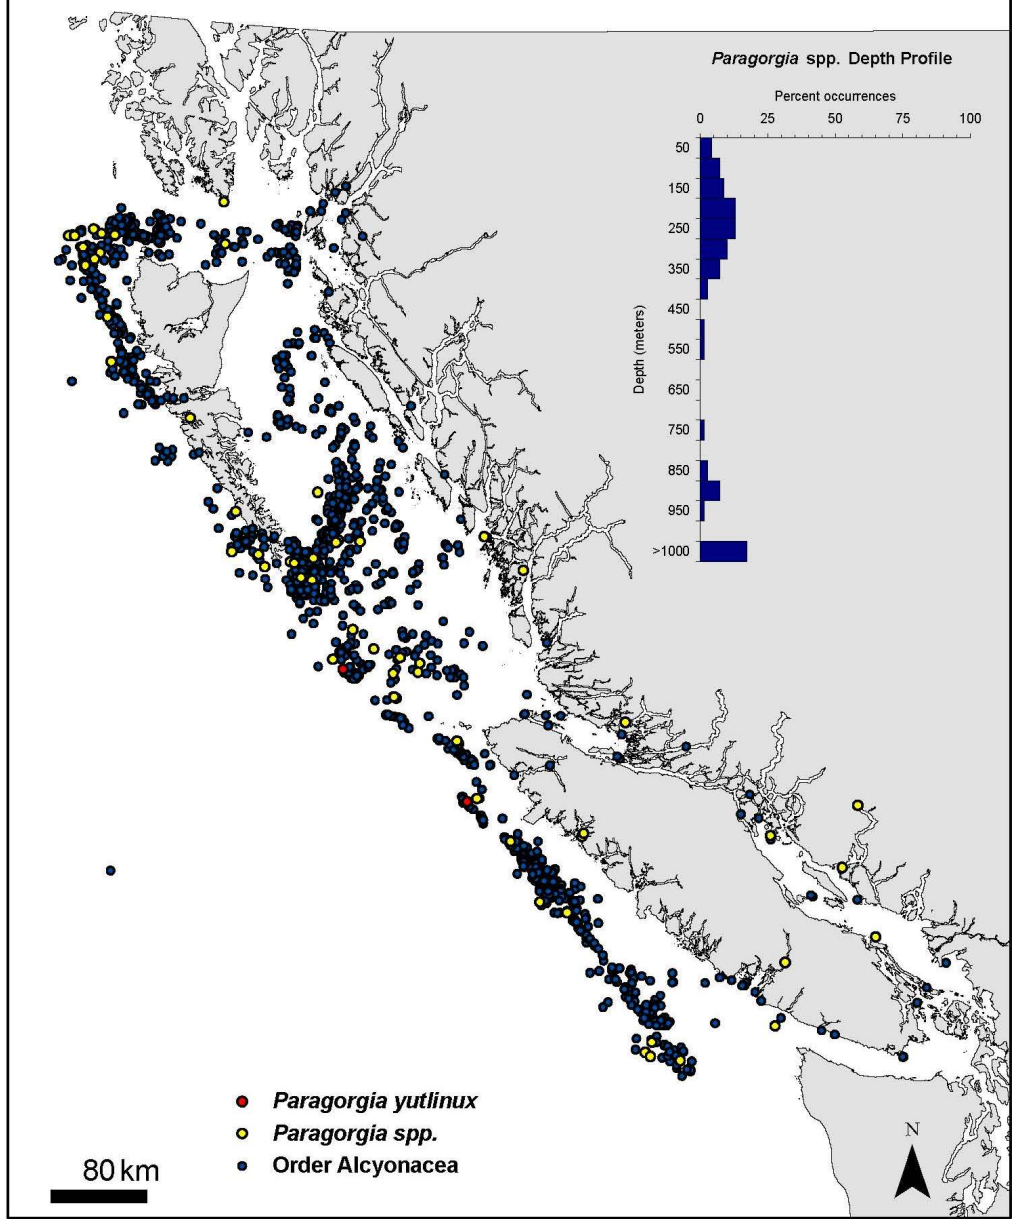 Paragorgia spp. Depth Profile
Percent occurrences
0 25 50 75 100
50
150
250
350
450
550
650
750
850
950
>1000
Depth (meters)
Paragorgia yutlinux
Paragorgia spp.
Order Alcyonacea
80 km
N